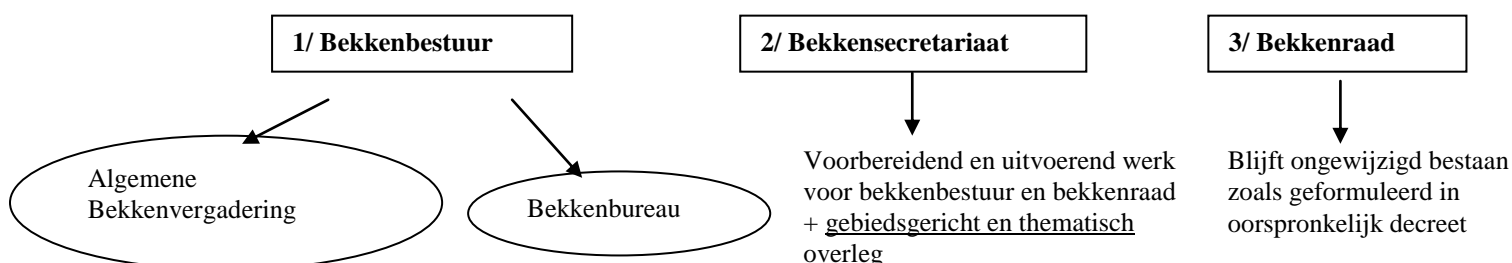 1/ Bekkenbestuur
2/ Bekkensecretariaat
3/ Bekkenraad
Algemene
Bekkenvergadering
Bekkenbureau
Voorbereidend en uitvoerend werk
voor bekkenbestuur en bekkenraad
+ gebiedsgericht en thematisch
overleg
Blijft ongewijzigd bestaan
zoals geformuleerd in
oorspronkelijk decreet